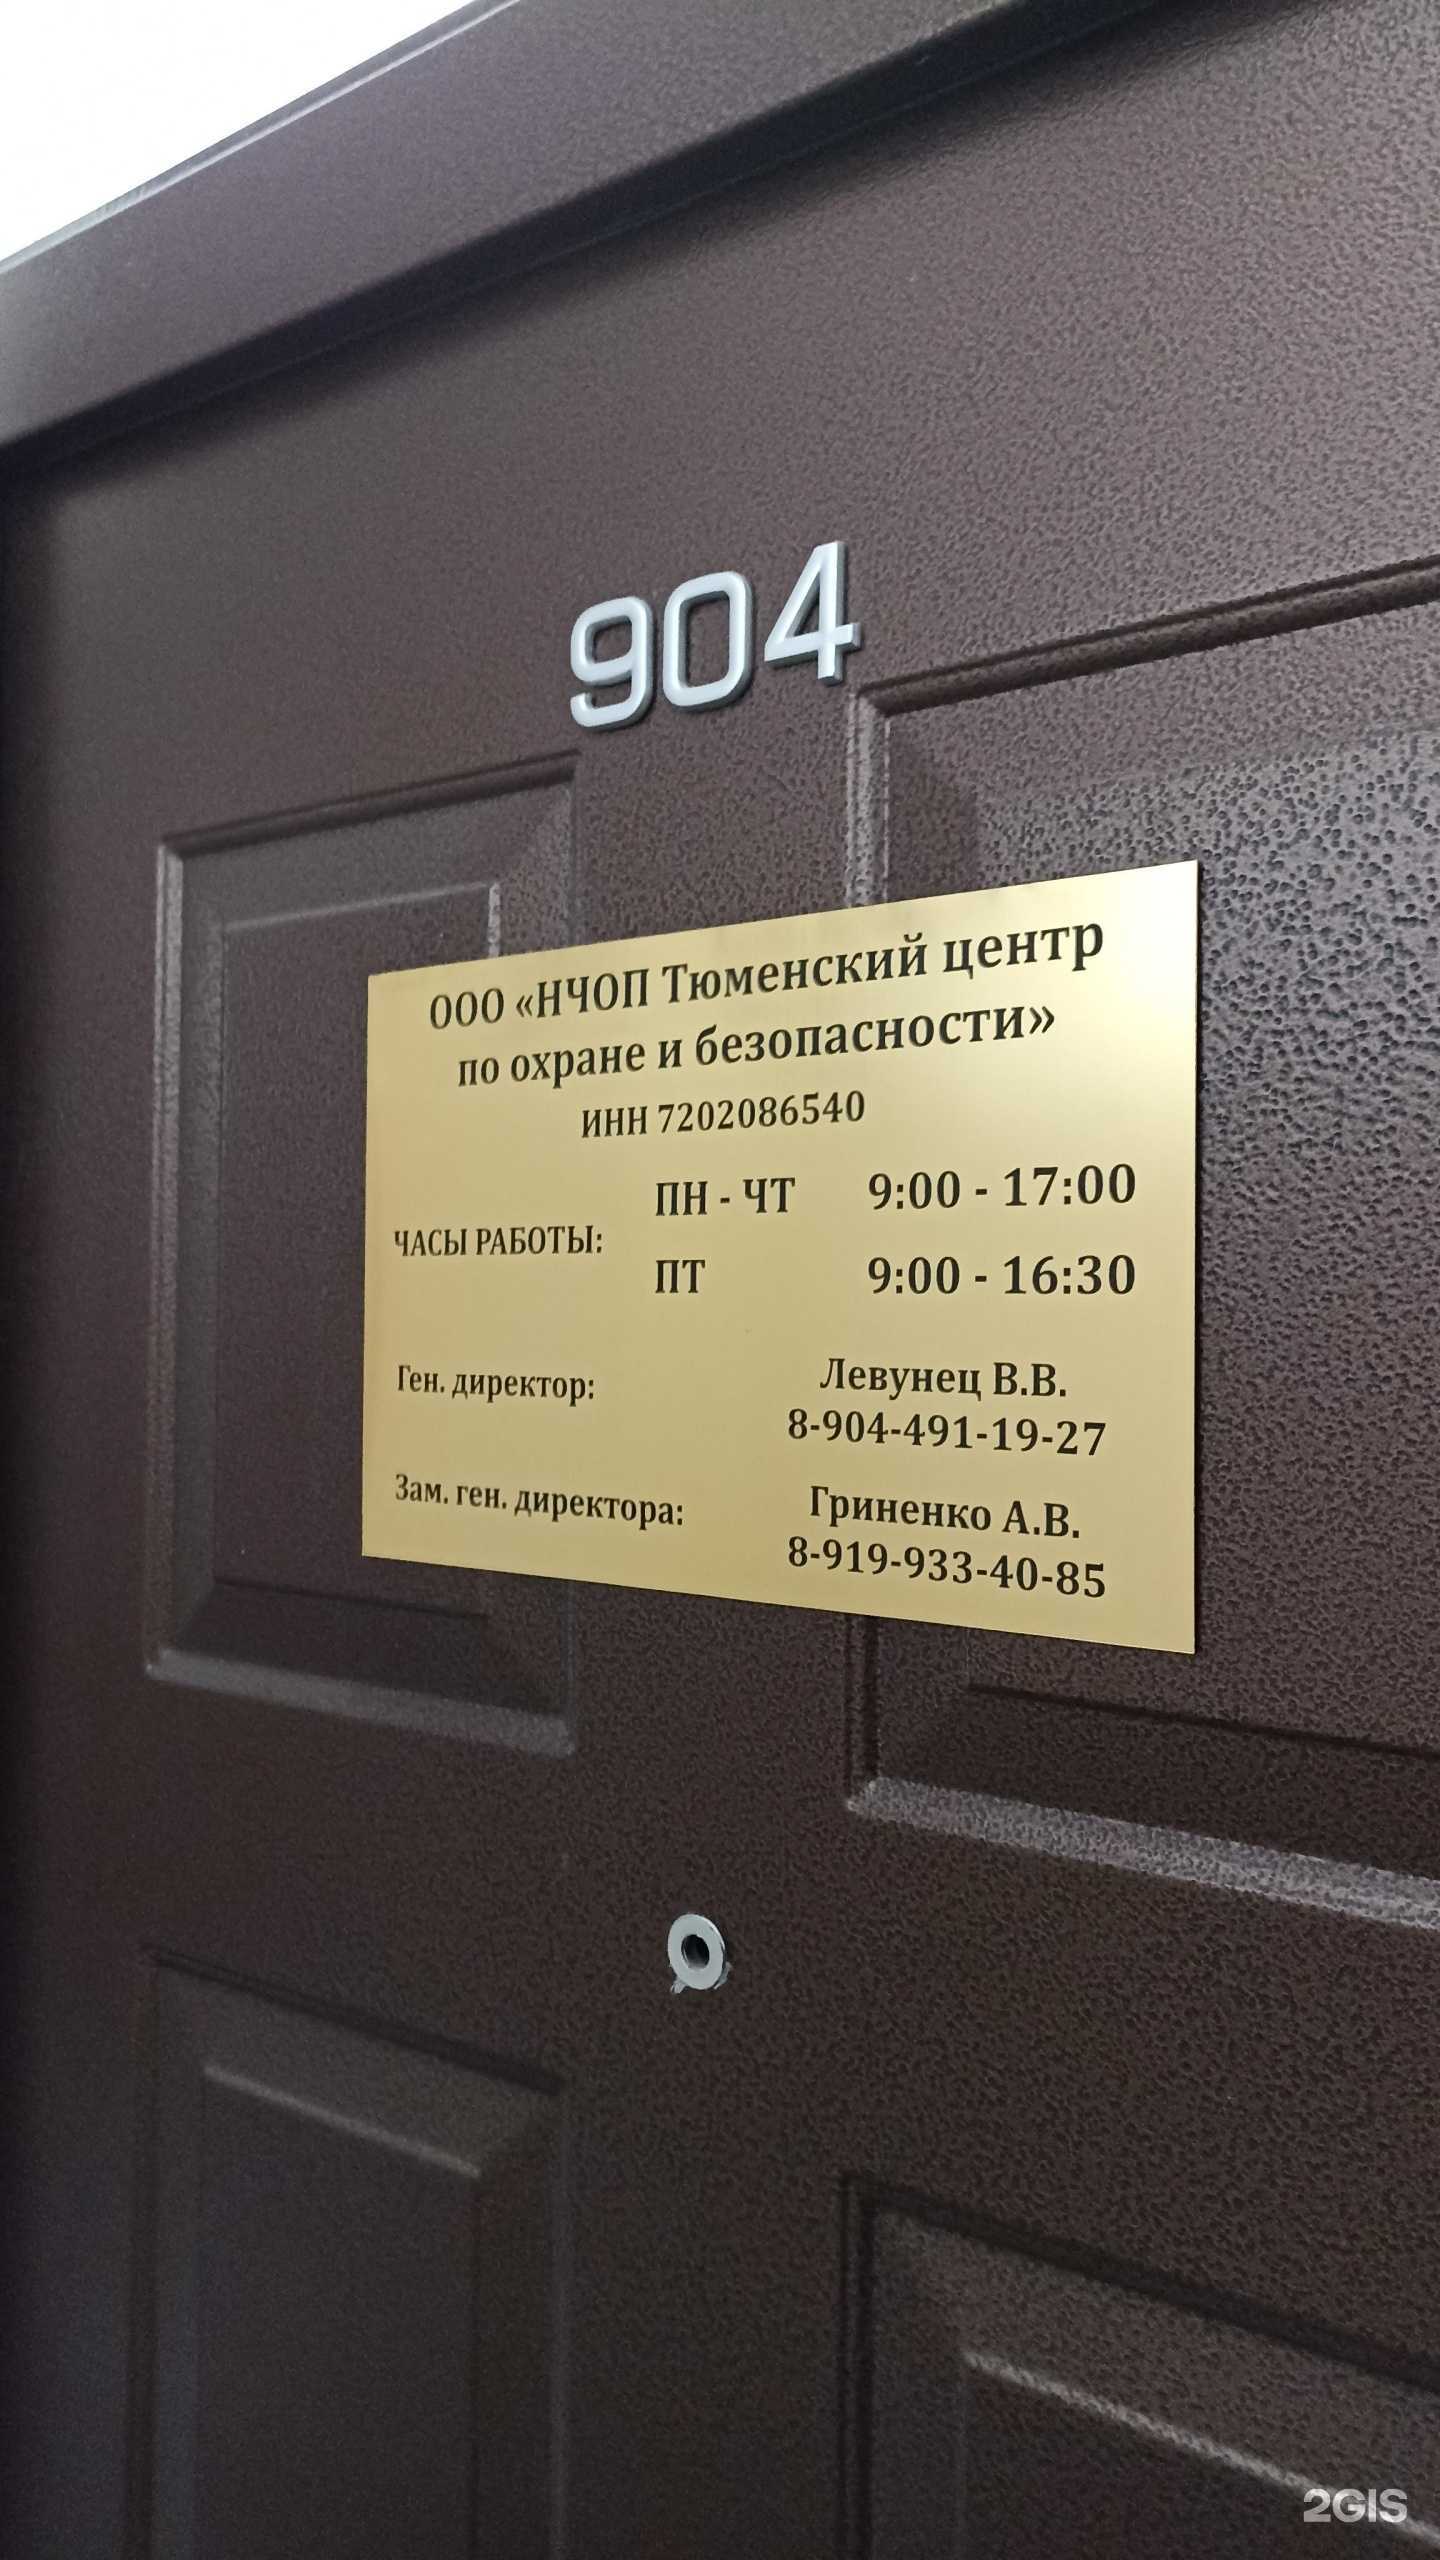 904
ООО «НЧОП Тюменский центр
по охране и безопасности»
ИНН 7202086540
ЧАСЫ РАБОТЫ:
ПН - ЧТ 9:00 - 17:00
ПТ 9:00 - 16:30
Ген. директор: Левунец В.В.
8-904-491-19-27
Зам. ген. директора: Гриненко А.В.
8-919-933-40-85
2GIS